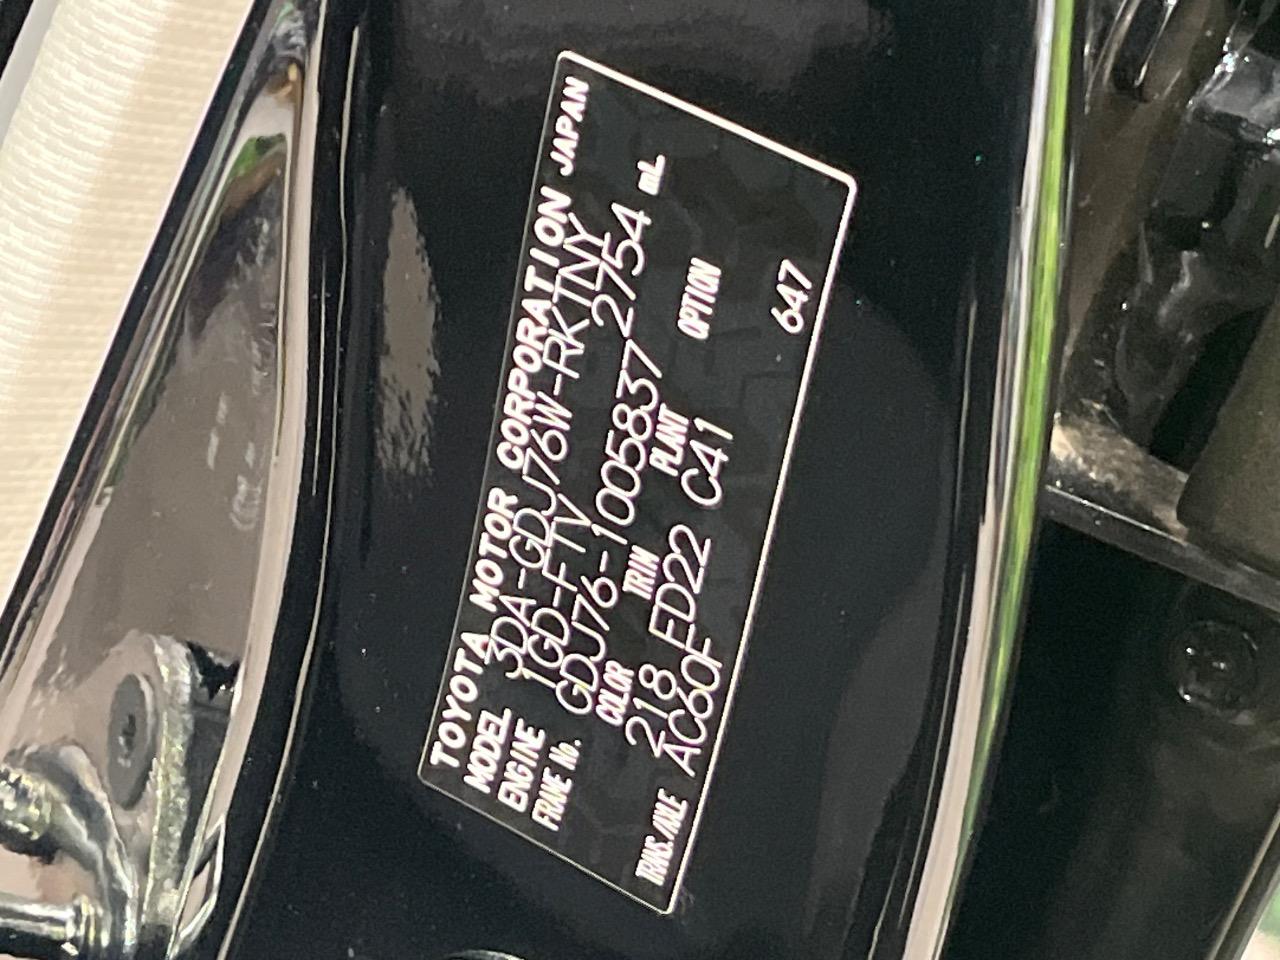 TOYOTA MOTOR CORPORATION JAPAN
MODEL 3DA-GDJ76W-RKTNY
ENGINE 1GD-FTV 2754 mL
FRAME No. GDJ76-1005837
COLOR TRIM PLANT OPTION
218 FD22 C41
TRANS./AXLE AC60F 647